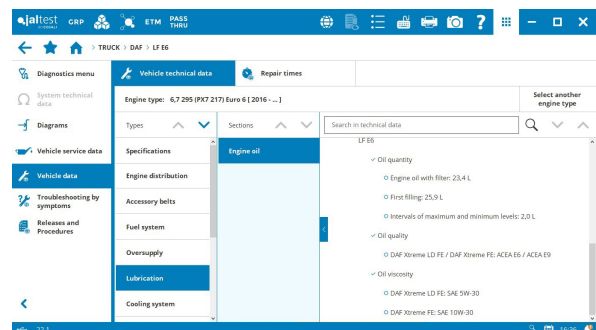 jaltest GRP ETM PASS THRU
> TRUCK > DAF > LF E6
Diagnostics menu
System technical data
Diagrams
Vehicle service data
Vehicle data
Troubleshooting by symptoms
Releases and Procedures
Vehicle technical data
Repair times
Engine type: 6,7 295 (PX7 217) Euro 6 [ 2016 - ... ]
Select another engine type
Types
Sections
Search in technical data
Specifications
Engine distribution
Accessory belts
Fuel system
Oversupply
Lubrication
Cooling system
Engine oil
LF E6
Oil quantity
Engine oil with filter: 23,4 L
First filling: 25,9 L
Intervals of maximum and minimum levels: 2,0 L
Oil quality
DAF Xtreme LD FE / DAF Xtreme FE: ACEA E6 / ACEA E9
Oil viscosity
DAF Xtreme LD FE: SAE 5W-30
DAF Xtreme FE: SAE 10W-30
22.1
16:36